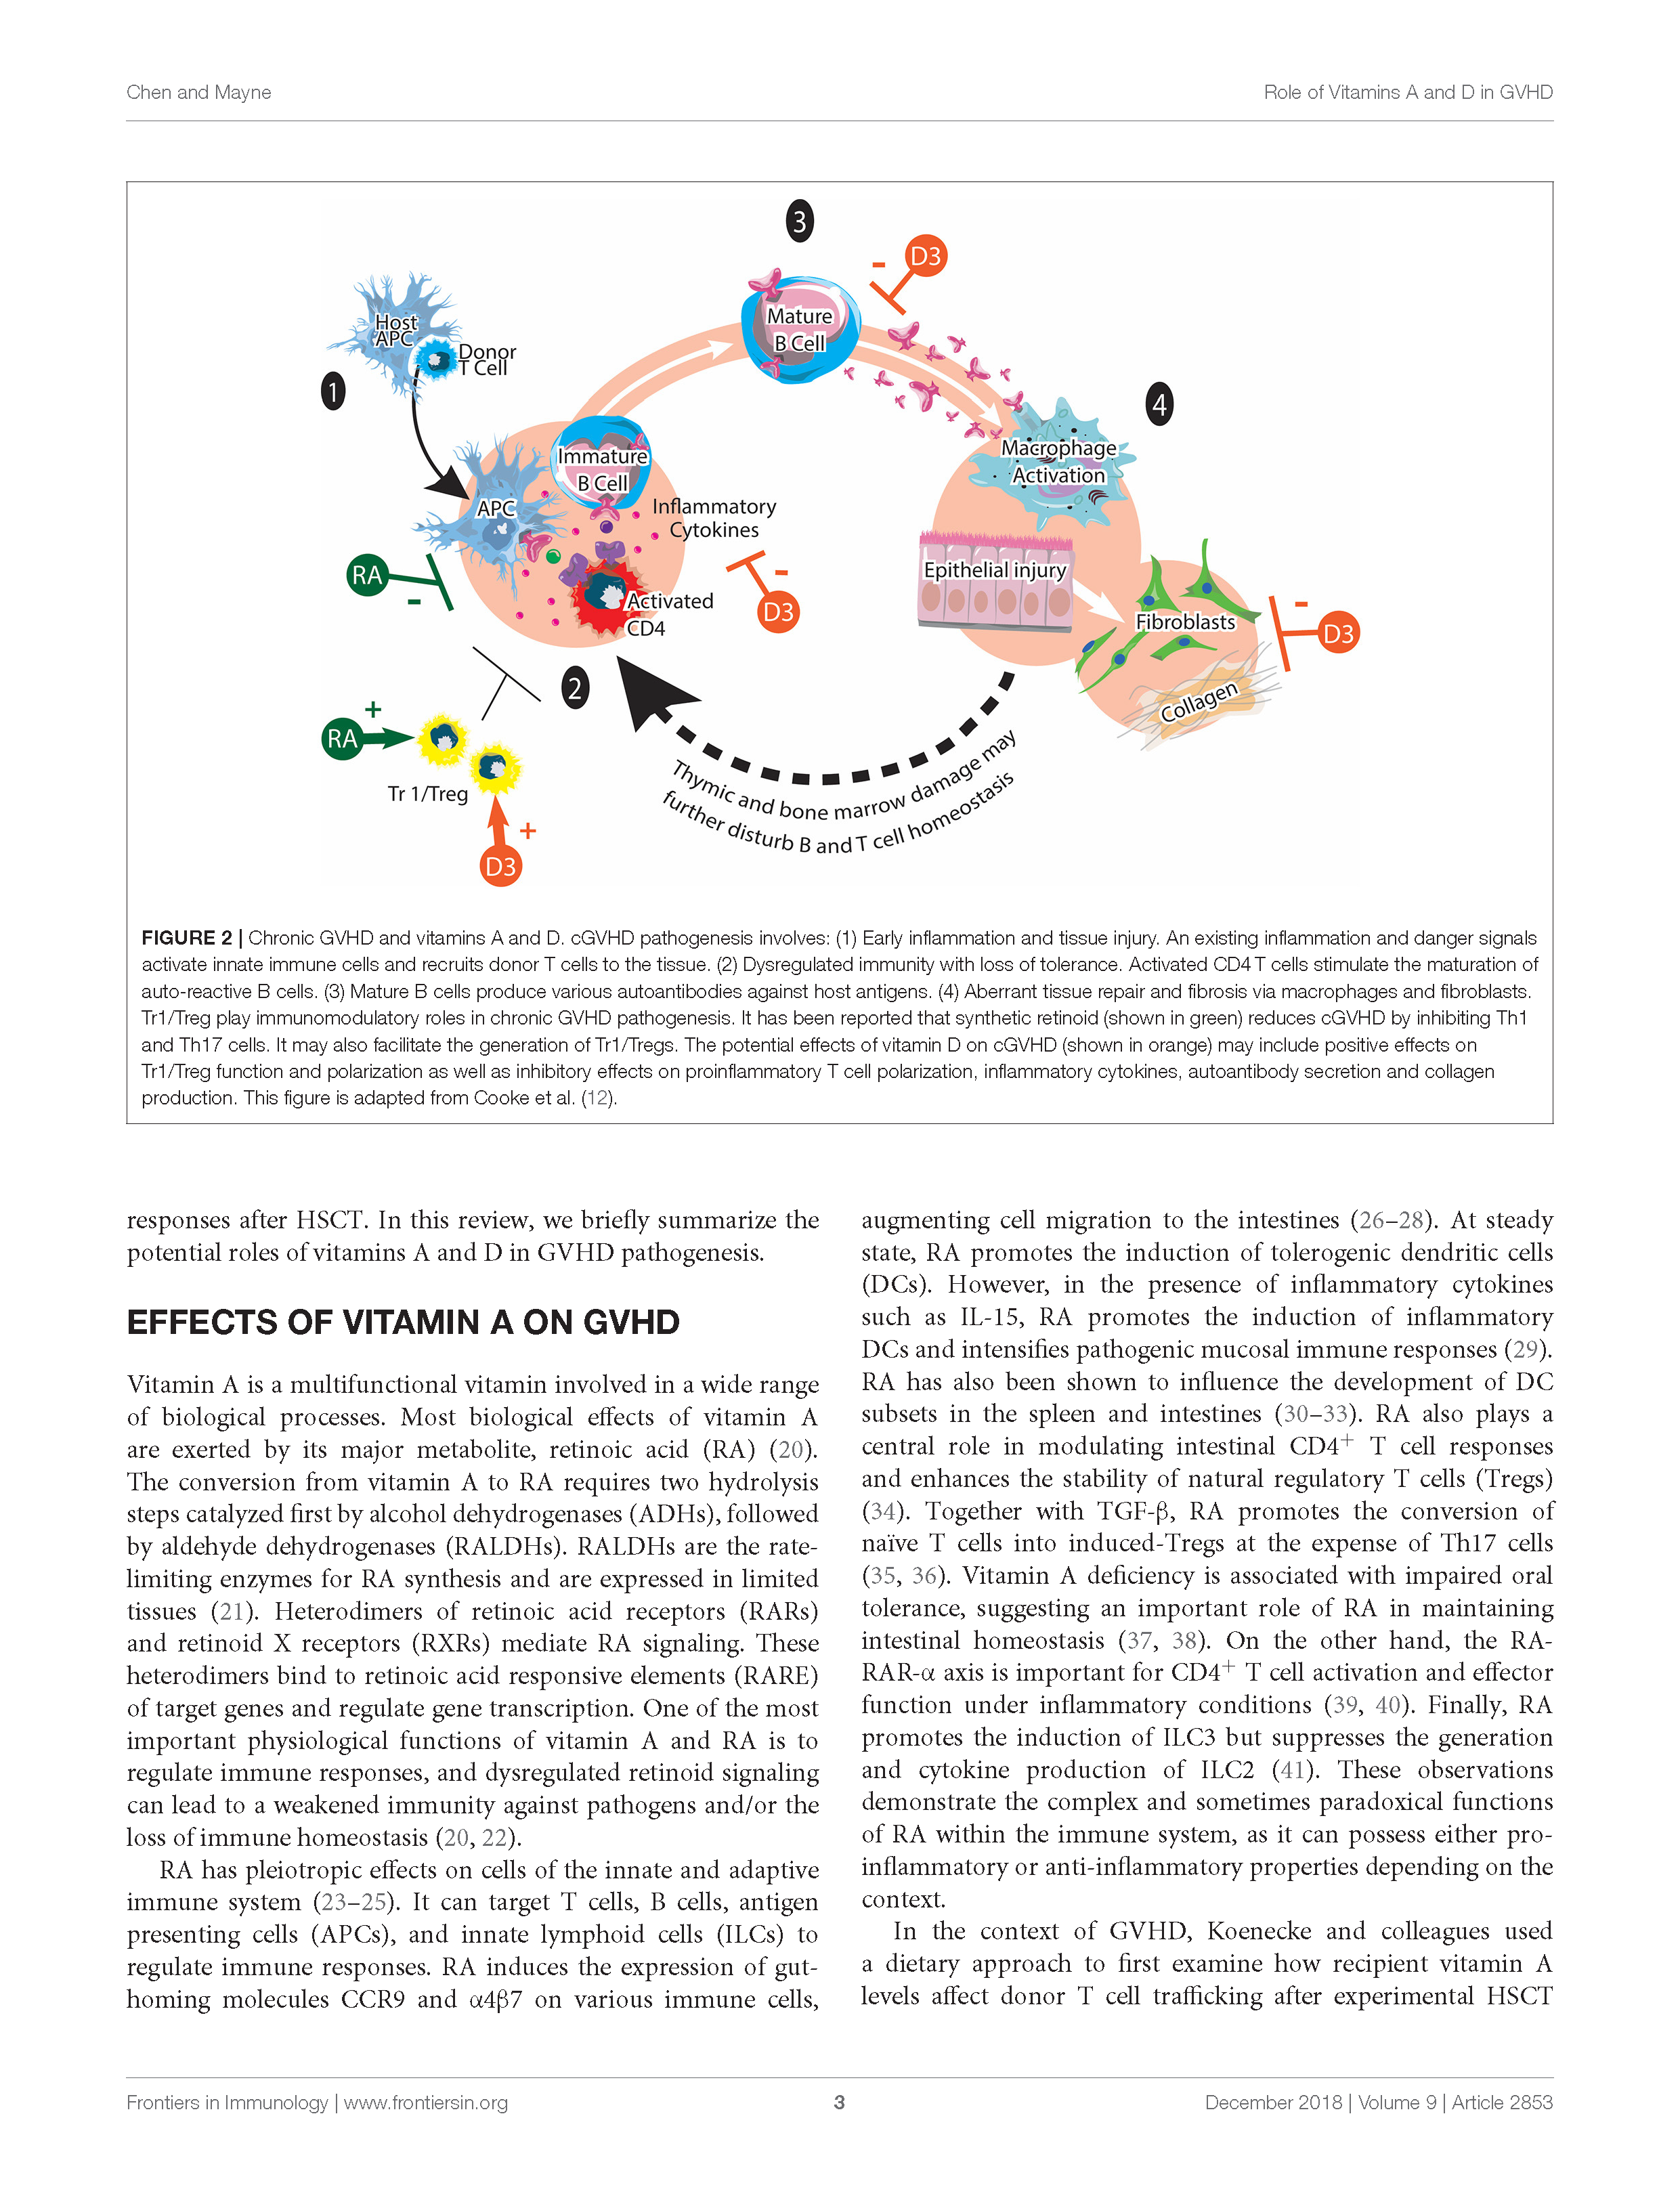 Chen and Mayne
Role of Vitamins A and D in GVHD
3
D3
-
Mature
B Cell
Host
APC
Donor
T Cell
1
4
Macrophage
Activation
Immature
B Cell
APC
Inflammatory
Cytokines
RA
-
Activated
CD4
-
D3
Epithelial injury
Fibroblasts
-
D3
Collagen
2
+
RA
Tr 1/Treg
+
D3
Thymic and bone marrow damage may
further disturb B and T cell homeostasis
FIGURE 2 | Chronic GVHD and vitamins A and D. cGVHD pathogenesis involves: (1) Early inflammation and tissue injury. An existing inflammation and danger signals
activate innate immune cells and recruits donor T cells to the tissue. (2) Dysregulated immunity with loss of tolerance. Activated CD4 T cells stimulate the maturation of
auto-reactive B cells. (3) Mature B cells produce various autoantibodies against host antigens. (4) Aberrant tissue repair and fibrosis via macrophages and fibroblasts.
Tr1/Treg play immunomodulatory roles in chronic GVHD pathogenesis. It has been reported that synthetic retinoid (shown in green) reduces cGVHD by inhibiting Th1
and Th17 cells. It may also facilitate the generation of Tr1/Tregs. The potential effects of vitamin D on cGVHD (shown in orange) may include positive effects on
Tr1/Treg function and polarization as well as inhibitory effects on proinflammatory T cell polarization, inflammatory cytokines, autoantibody secretion and collagen
production. This figure is adapted from Cooke et al. (12).
responses after HSCT. In this review, we briefly summarize the
potential roles of vitamins A and D in GVHD pathogenesis.
EFFECTS OF VITAMIN A ON GVHD
Vitamin A is a multifunctional vitamin involved in a wide range
of biological processes. Most biological effects of vitamin A
are exerted by its major metabolite, retinoic acid (RA) (20).
The conversion from vitamin A to RA requires two hydrolysis
steps catalyzed first by alcohol dehydrogenases (ADHs), followed
by aldehyde dehydrogenases (RALDHs). RALDHs are the rate-
limiting enzymes for RA synthesis and are expressed in limited
tissues (21). Heterodimers of retinoic acid receptors (RARs)
and retinoid X receptors (RXRs) mediate RA signaling. These
heterodimers bind to retinoic acid responsive elements (RARE)
of target genes and regulate gene transcription. One of the most
important physiological functions of vitamin A and RA is to
regulate immune responses, and dysregulated retinoid signaling
can lead to a weakened immunity against pathogens and/or the
loss of immune homeostasis (20, 22).
RA has pleiotropic effects on cells of the innate and adaptive
immune system (23–25). It can target T cells, B cells, antigen
presenting cells (APCs), and innate lymphoid cells (ILCs) to
regulate immune responses. RA induces the expression of gut-
homing molecules CCR9 and α4β7 on various immune cells,
augmenting cell migration to the intestines (26–28). At steady
state, RA promotes the induction of tolerogenic dendritic cells
(DCs). However, in the presence of inflammatory cytokines
such as IL-15, RA promotes the induction of inflammatory
DCs and intensifies pathogenic mucosal immune responses (29).
RA has also been shown to influence the development of DC
subsets in the spleen and intestines (30–33). RA also plays a
central role in modulating intestinal CD4+ T cell responses
and enhances the stability of natural regulatory T cells (Tregs)
(34). Together with TGF-β, RA promotes the conversion of
naïve T cells into induced-Tregs at the expense of Th17 cells
(35, 36). Vitamin A deficiency is associated with impaired oral
tolerance, suggesting an important role of RA in maintaining
intestinal homeostasis (37, 38). On the other hand, the RA-
RAR-α axis is important for CD4+ T cell activation and effector
function under inflammatory conditions (39, 40). Finally, RA
promotes the induction of ILC3 but suppresses the generation
and cytokine production of ILC2 (41). These observations
demonstrate the complex and sometimes paradoxical functions
of RA within the immune system, as it can possess either pro-
inflammatory or anti-inflammatory properties depending on the
context.
In the context of GVHD, Koenecke and colleagues used
a dietary approach to first examine how recipient vitamin A
levels affect donor T cell trafficking after experimental HSCT
Frontiers in Immunology | www.frontiersin.org
3
December 2018 | Volume 9 | Article 2853